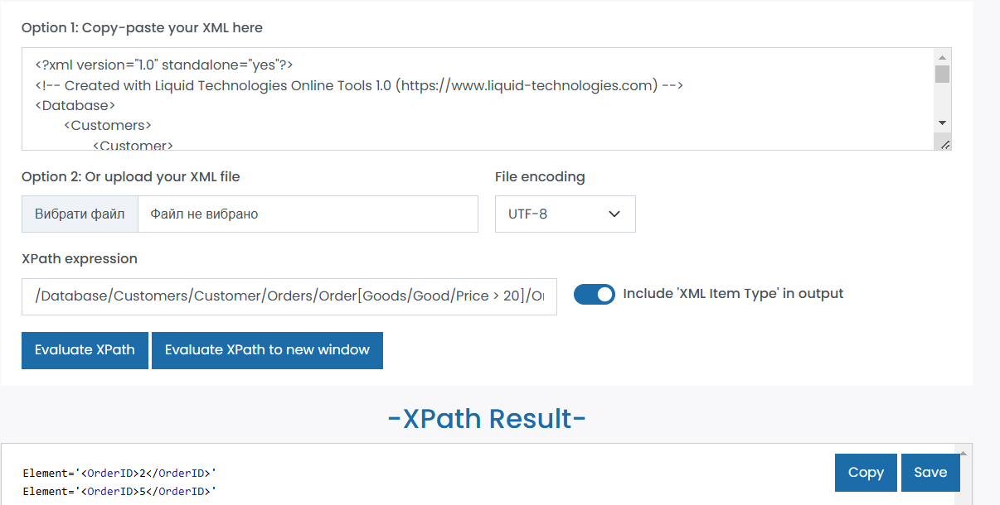 Option 1: Copy-paste your XML here
<?xml version="1.0" standalone="yes"?>
<!-- Created with Liquid Technologies Online Tools 1.0 (https://www.liquid-technologies.com) -->
<Database>
<Customers>
<Customer>
Option 2: Or upload your XML file
File encoding
Вибрати файл
Файл не вибрано
UTF-8
XPath expression
/Database/Customers/Customer/Orders/Order[Goods/Good/Price > 20]/
Include 'XML Item Type' in output
Evaluate XPath
Evaluate XPath to new window
-XPath Result-
Copy
Save
Element='<OrderID>2</OrderID>'
Element='<OrderID>5</OrderID>'